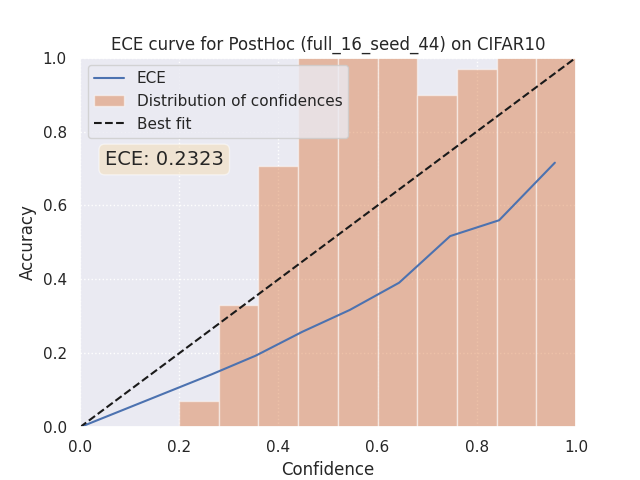 ECE curve for PostHoc (full_16_seed_44) on CIFAR10
1.0
0.8
0.6
0.4
0.2
0.0
Accuracy
ECE
Distribution of confidences
Best fit
ECE: 0.2323
0.0 0.2 0.4 0.6 0.8 1.0
Confidence